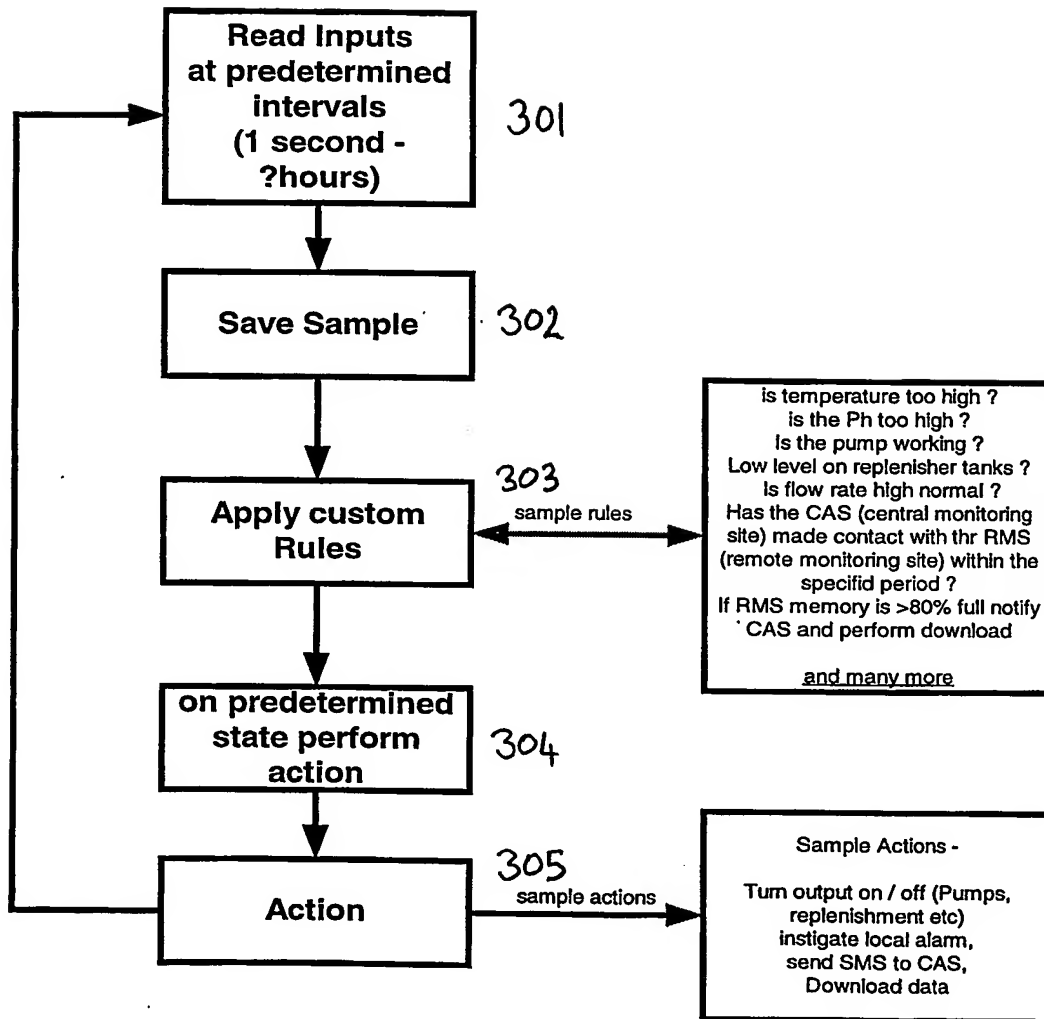 Read Inputs
at predetermined
intervals
(1 second -
?hours)
301
Save Sample
302
Apply custom
Rules
303
sample rules
is temperature too high ?
is the Ph too high ?
Is the pump working ?
Low level on replenisher tanks ?
Is flow rate high normal ?
Has the CAS (central monitoring
site) made contact with thr RMS
(remote monitoring site) within the
specifid period ?
If RMS memory is >80% full notify
CAS and perform download
and many more
on predetermined
state perform
action
304
Action
305
sample actions
Sample Actions -
Turn output on / off (Pumps,
replenishment etc)
instigate local alarm,
send SMS to CAS,
Download data